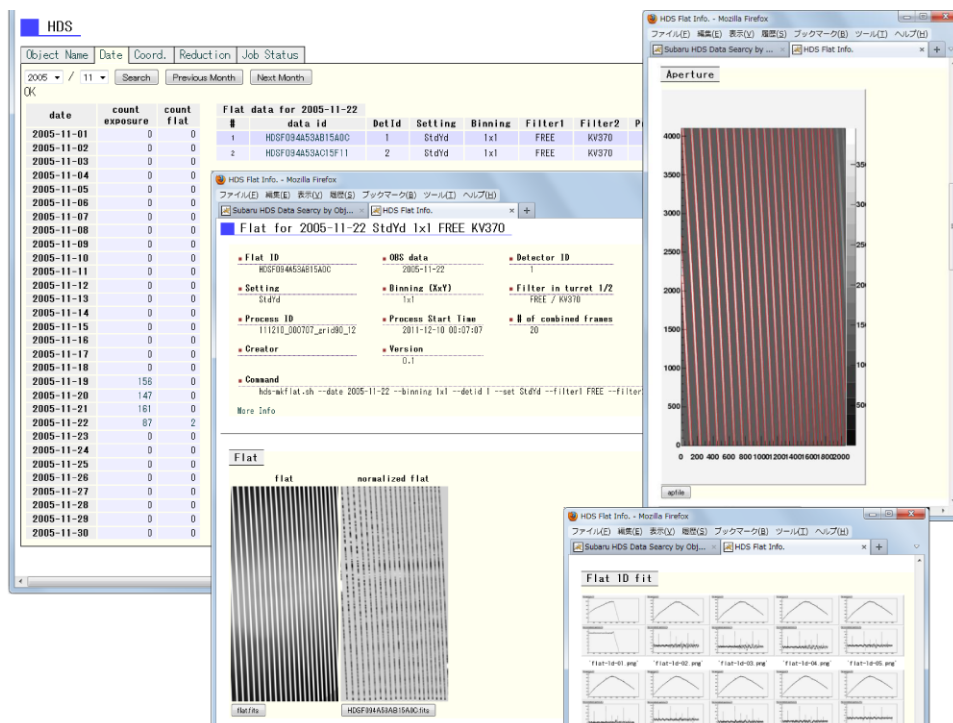 HDS
Object Name Date Coord. Reduction Job Status
2005 / 11 Search Previous Month Next Month
OK
date count exposure count flat
2005-11-01 0 0
2005-11-02 0 0
2005-11-03 0 0
2005-11-04 0 0
2005-11-05 0 0
2005-11-06 0 0
2005-11-07 0 0
2005-11-08 0 0
2005-11-09 0 0
2005-11-10 0 0
2005-11-11 0 0
2005-11-12 0 0
2005-11-13 0 0
2005-11-14 0 0
2005-11-15 0 0
2005-11-16 0 0
2005-11-17 0 0
2005-11-18 0 0
2005-11-19 156 0
2005-11-20 147 0
2005-11-21 161 0
2005-11-22 87 2
2005-11-23 0 0
2005-11-24 0 0
2005-11-25 0 0
2005-11-26 0 0
2005-11-27 0 0
2005-11-28 0 0
2005-11-29 0 0
2005-11-30 0 0
Flat data for 2005-11-22
# data id DetId Setting Binning Filter1 Filter2
1 HDSF094A53AB15A0C 1 StdYd 1x1 FREE KV370
2 HDSF094A53AC15F11 2 StdYd 1x1 FREE KV370
HDS Flat Info. - Mozilla Firefox
ファイル(F) 編集(E) 表示(V) 履歴(S) ブックマーク(B) ツール(T) ヘルプ(H)
Subaru HDS Data Searcy by Obj... × HDS Flat Info. × +
Flat for 2005-11-22 StdYd 1x1 FREE KV370
Flat ID OBS data Detector ID
HDSF094A53AB15A0C 2005-11-22 1
Setting Binning (XxY) Filter in turret 1/2
StdYd 1x1 FREE / KV370
Process ID Process Start Time # of combined frames
111210_000707_grid90_12 2011-12-10 00:07:07 20
Creator Version
0.1
Command
hds-mkflat.sh --date 2005-11-22 --binning 1x1 --detid 1 --set StdYd --filter1 FREE --filter
More Info
Flat
flat normalized flat
flat.fits HDSF094A53AB15A0C.fits
HDS Flat Info. - Mozilla Firefox
ファイル(F) 編集(E) 表示(V) 履歴(S) ブックマーク(B) ツール(T) ヘルプ(H)
Subaru HDS Data Searcy by ... × HDS Flat Info. × +
Aperture
4000
3500
3000
2500
2000
1500
1000
500
0
0 200 400 600 800 1000 1200 1400 1600 1800 2000
apfile
HDS Flat Info. - Mozilla Firefox
ファイル(F) 編集(E) 表示(V) 履歴(S) ブックマーク(B) ツール(T) ヘルプ(H)
Subaru HDS Data Searcy by Obj... × HDS Flat Info. × +
Flat 1D fit
'flat-1d-01.png' 'flat-1d-02.png' 'flat-1d-03.png' 'flat-1d-04.png' 'flat-1d-05.png'